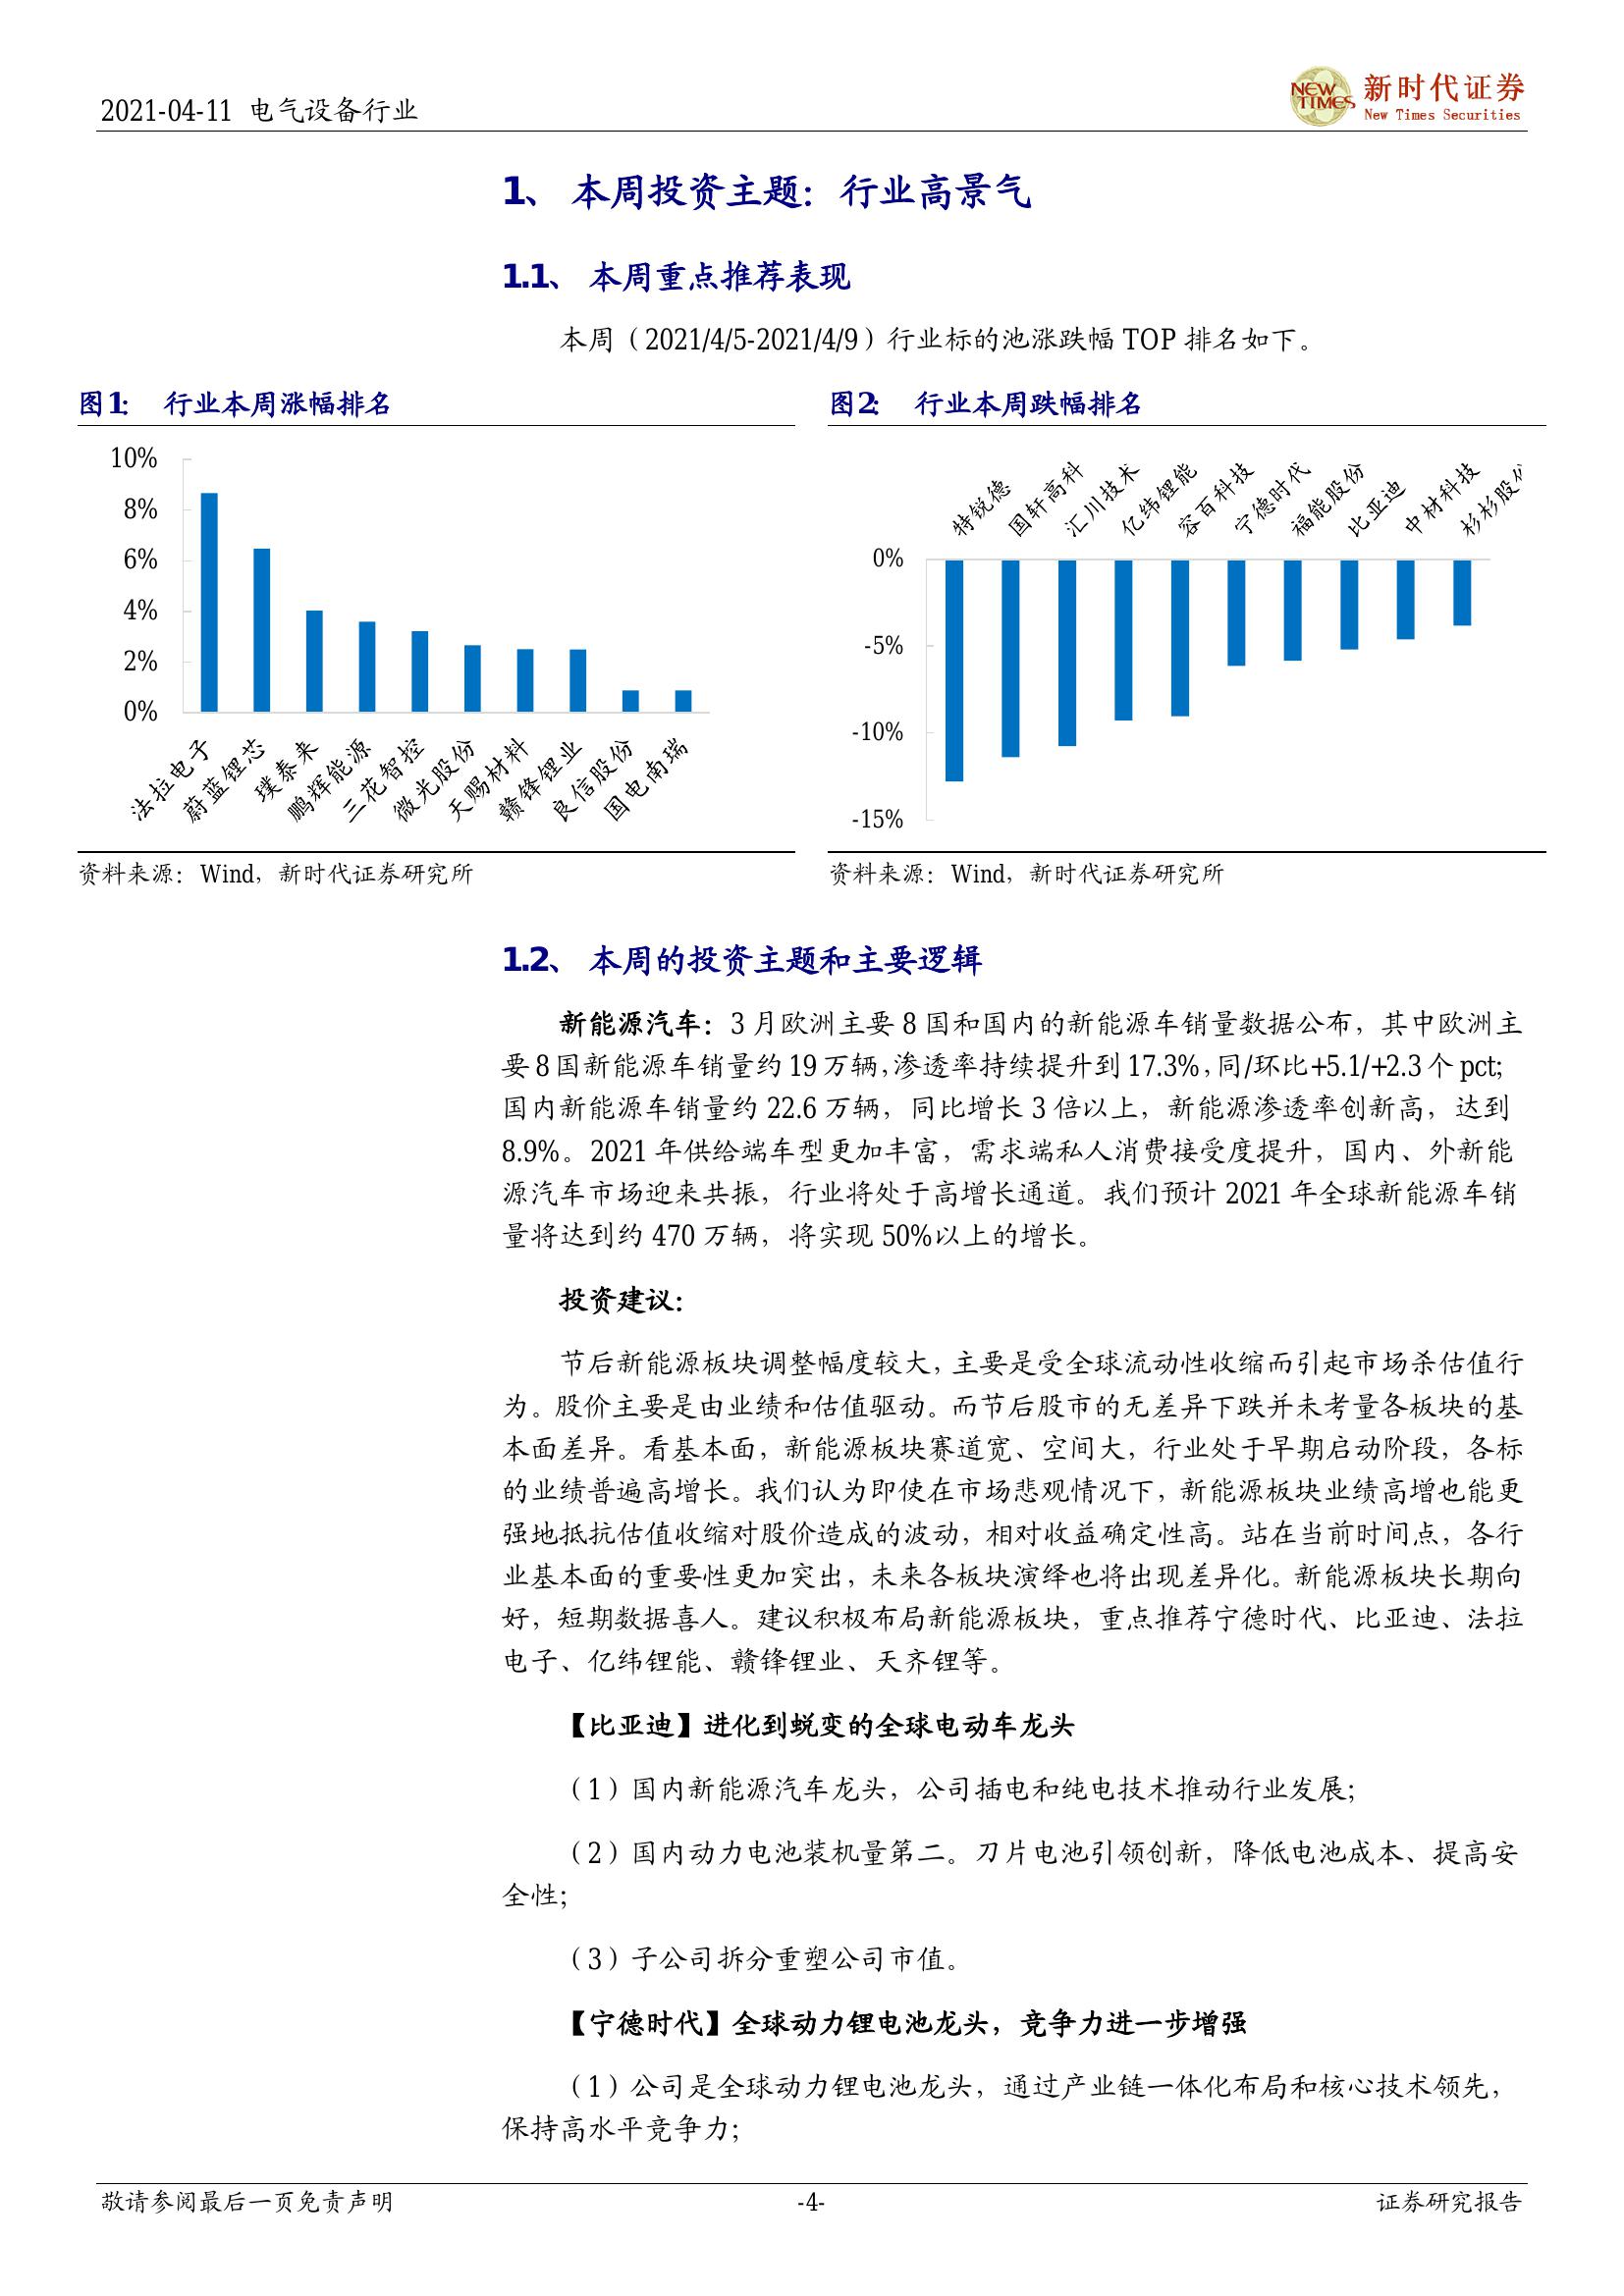 2021-04-11 电气设备行业
NEW TIMES 新时代证券
New Times Securities
1、 本周投资主题：行业高景气
1.1、 本周重点推荐表现
本周（2021/4/5-2021/4/9）行业标的池涨跌幅 TOP 排名如下。
图1： 行业本周涨幅排名
10%
8%
6%
4%
2%
0%
法拉电子
蔚蓝锂芯
璞泰来
鹏辉能源
三花智控
微光股份
天赐材料
赣锋锂业
良信股份
国电南瑞
资料来源：Wind，新时代证券研究所
图2： 行业本周跌幅排名
特锐德
国轩高科
汇川技术
亿纬锂能
容百科技
宁德时代
福能股份
比亚迪
中材科技
杉杉股份
0%
-5%
-10%
-15%
资料来源：Wind，新时代证券研究所
1.2、 本周的投资主题和主要逻辑
新能源汽车：3 月欧洲主要 8 国和国内的新能源车销量数据公布，其中欧洲主
要 8 国新能源车销量约 19 万辆，渗透率持续提升到 17.3%，同/环比+5.1/+2.3 个 pct；
国内新能源车销量约 22.6 万辆，同比增长 3 倍以上，新能源渗透率创新高，达到
8.9%。2021 年供给端车型更加丰富，需求端私人消费接受度提升，国内、外新能
源汽车市场迎来共振，行业将处于高增长通道。我们预计 2021 年全球新能源车销
量将达到约 470 万辆，将实现 50%以上的增长。
投资建议：
节后新能源板块调整幅度较大，主要是受全球流动性收缩而引起市场杀估值行
为。股价主要是由业绩和估值驱动。而节后股市的无差异下跌并未考量各板块的基
本面差异。看基本面，新能源板块赛道宽、空间大，行业处于早期启动阶段，各标
的业绩普遍高增长。我们认为即使在市场悲观情况下，新能源板块业绩高增也能更
强地抵抗估值收缩对股价造成的波动，相对收益确定性高。站在当前时间点，各行
业基本面的重要性更加突出，未来各板块演绎也将出现差异化。新能源板块长期向
好，短期数据喜人。建议积极布局新能源板块，重点推荐宁德时代、比亚迪、法拉
电子、亿纬锂能、赣锋锂业、天齐锂等。
【比亚迪】进化到蜕变的全球电动车龙头
（1）国内新能源汽车龙头，公司插电和纯电技术推动行业发展；
（2）国内动力电池装机量第二。刀片电池引领创新，降低电池成本、提高安
全性；
（3）子公司拆分重塑公司市值。
【宁德时代】全球动力锂电池龙头，竞争力进一步增强
（1）公司是全球动力锂电池龙头，通过产业链一体化布局和核心技术领先，
保持高水平竞争力；
敬请参阅最后一页免责声明
-4-
证券研究报告